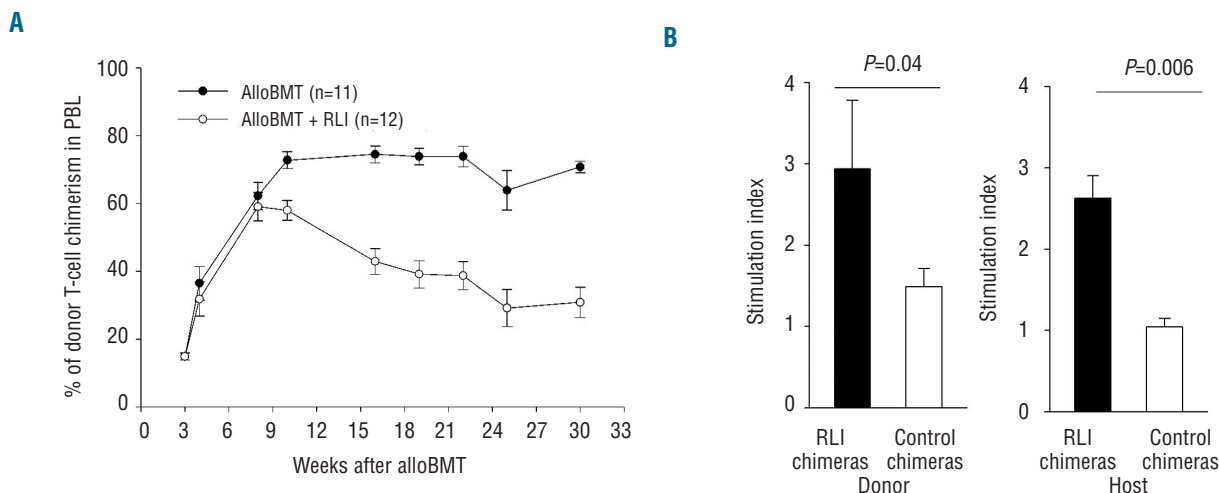 A
100
80
60
40
20
0
% of donor T-cell chimerism in PBL
AlloBMT (n=11)
AlloBMT + RLI (n=12)
0 3 6 9 12 15 18 21 24 27 30 33
Weeks after alloBMT
B
P=0.04
4
3
2
1
0
Stimulation index
RLI Control
chimeras chimeras
Donor
P=0.006
4
3
2
1
0
Stimulation index
RLI Control
chimeras chimeras
Host